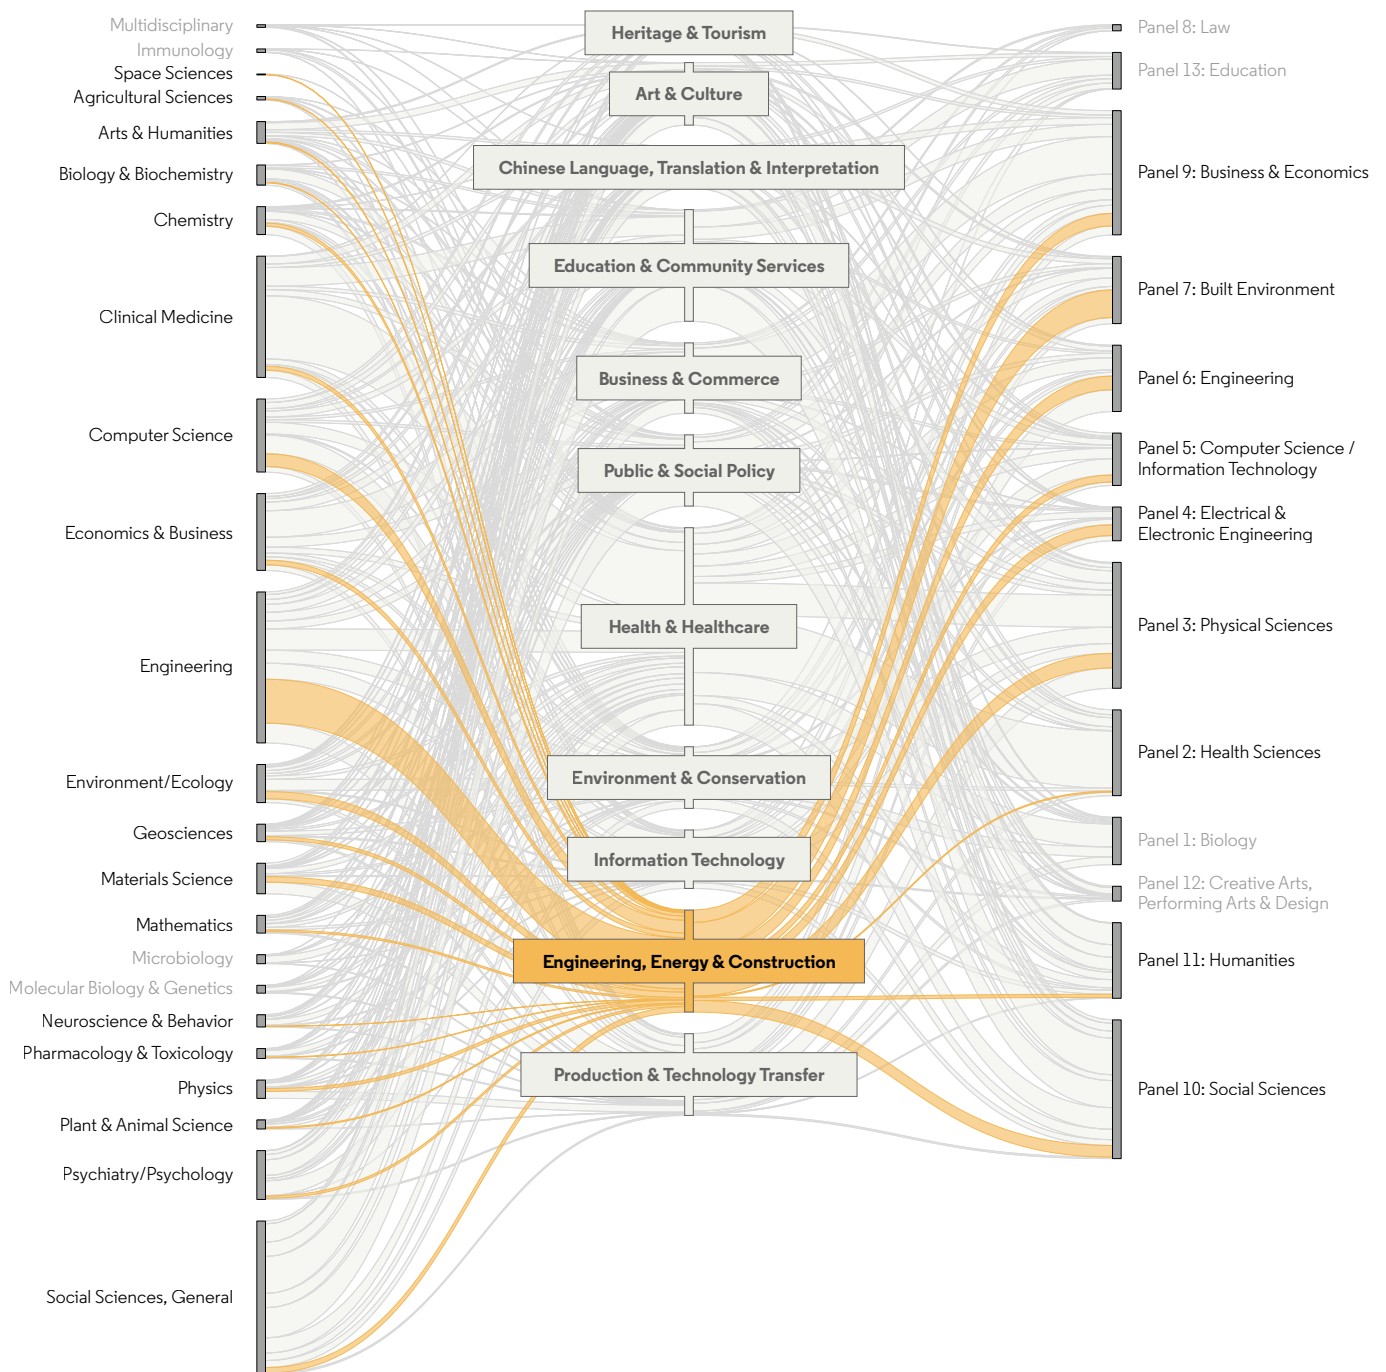 Multidisciplinary
Immunology
Space Sciences
Agricultural Sciences
Arts & Humanities
Biology & Biochemistry
Chemistry
Clinical Medicine
Computer Science
Economics & Business
Engineering
Environment/Ecology
Geosciences
Materials Science
Mathematics
Microbiology
Molecular Biology & Genetics
Neuroscience & Behavior
Pharmacology & Toxicology
Physics
Plant & Animal Science
Psychiatry/Psychology
Social Sciences, General
Heritage & Tourism
Art & Culture
Chinese Language, Translation & Interpretation
Education & Community Services
Business & Commerce
Public & Social Policy
Health & Healthcare
Environment & Conservation
Information Technology
Engineering, Energy & Construction
Production & Technology Transfer
Panel 8: Law
Panel 13: Education
Panel 9: Business & Economics
Panel 7: Built Environment
Panel 6: Engineering
Panel 5: Computer Science /
Information Technology
Panel 4: Electrical &
Electronic Engineering
Panel 3: Physical Sciences
Panel 2: Health Sciences
Panel 1: Biology
Panel 12: Creative Arts,
Performing Arts & Design
Panel 11: Humanities
Panel 10: Social Sciences